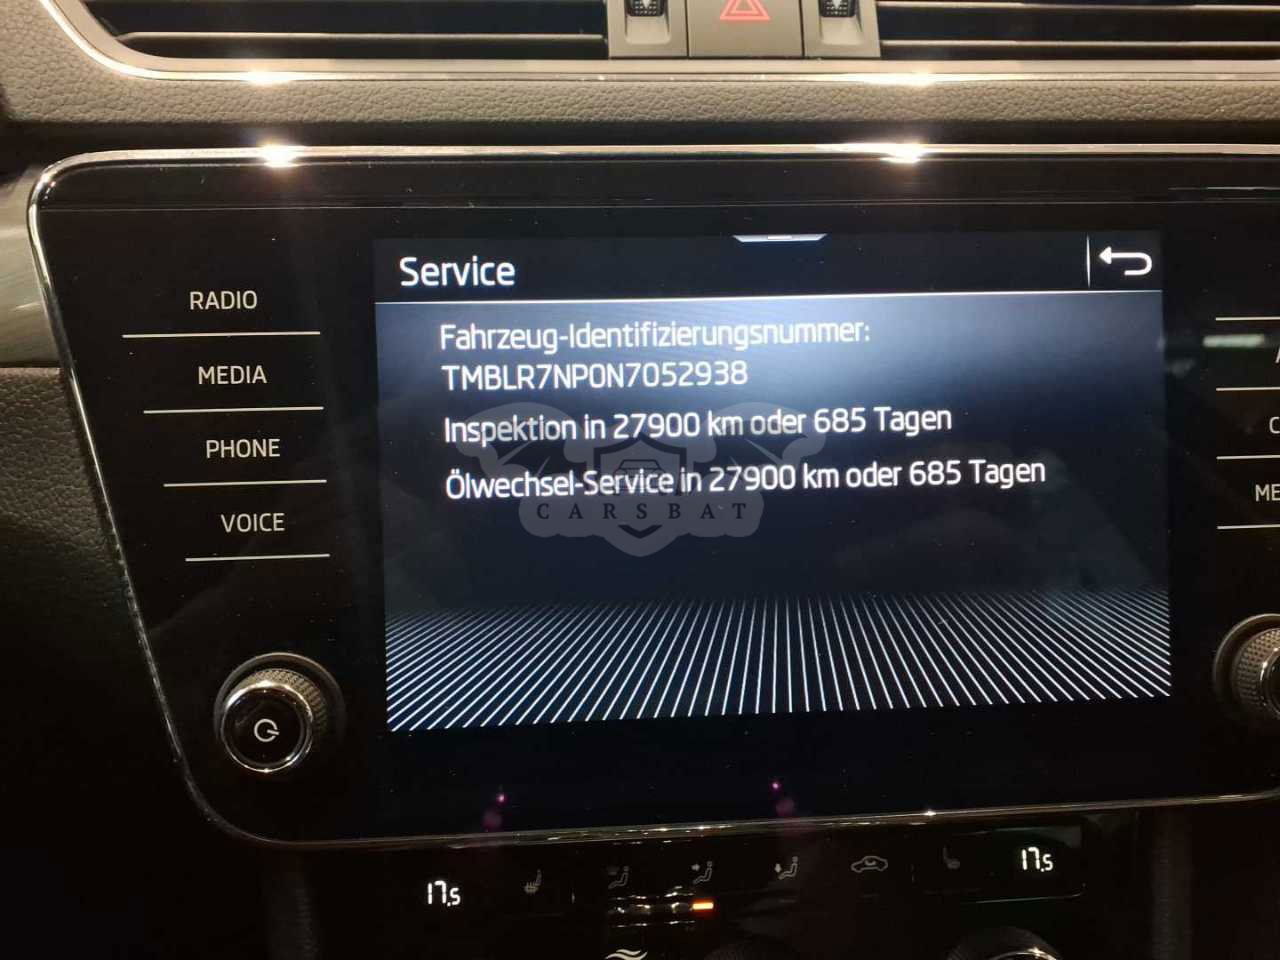 Service
RADIO
MEDIA
PHONE
VOICE
Fahrzeug-Identifizierungsnummer:
TMBLR7NP0N7052938
Inspektion in 27900 km oder 685 Tagen
Ölwechsel-Service in 27900 km oder 685 Tagen
CARSBAT
17.5
17.5